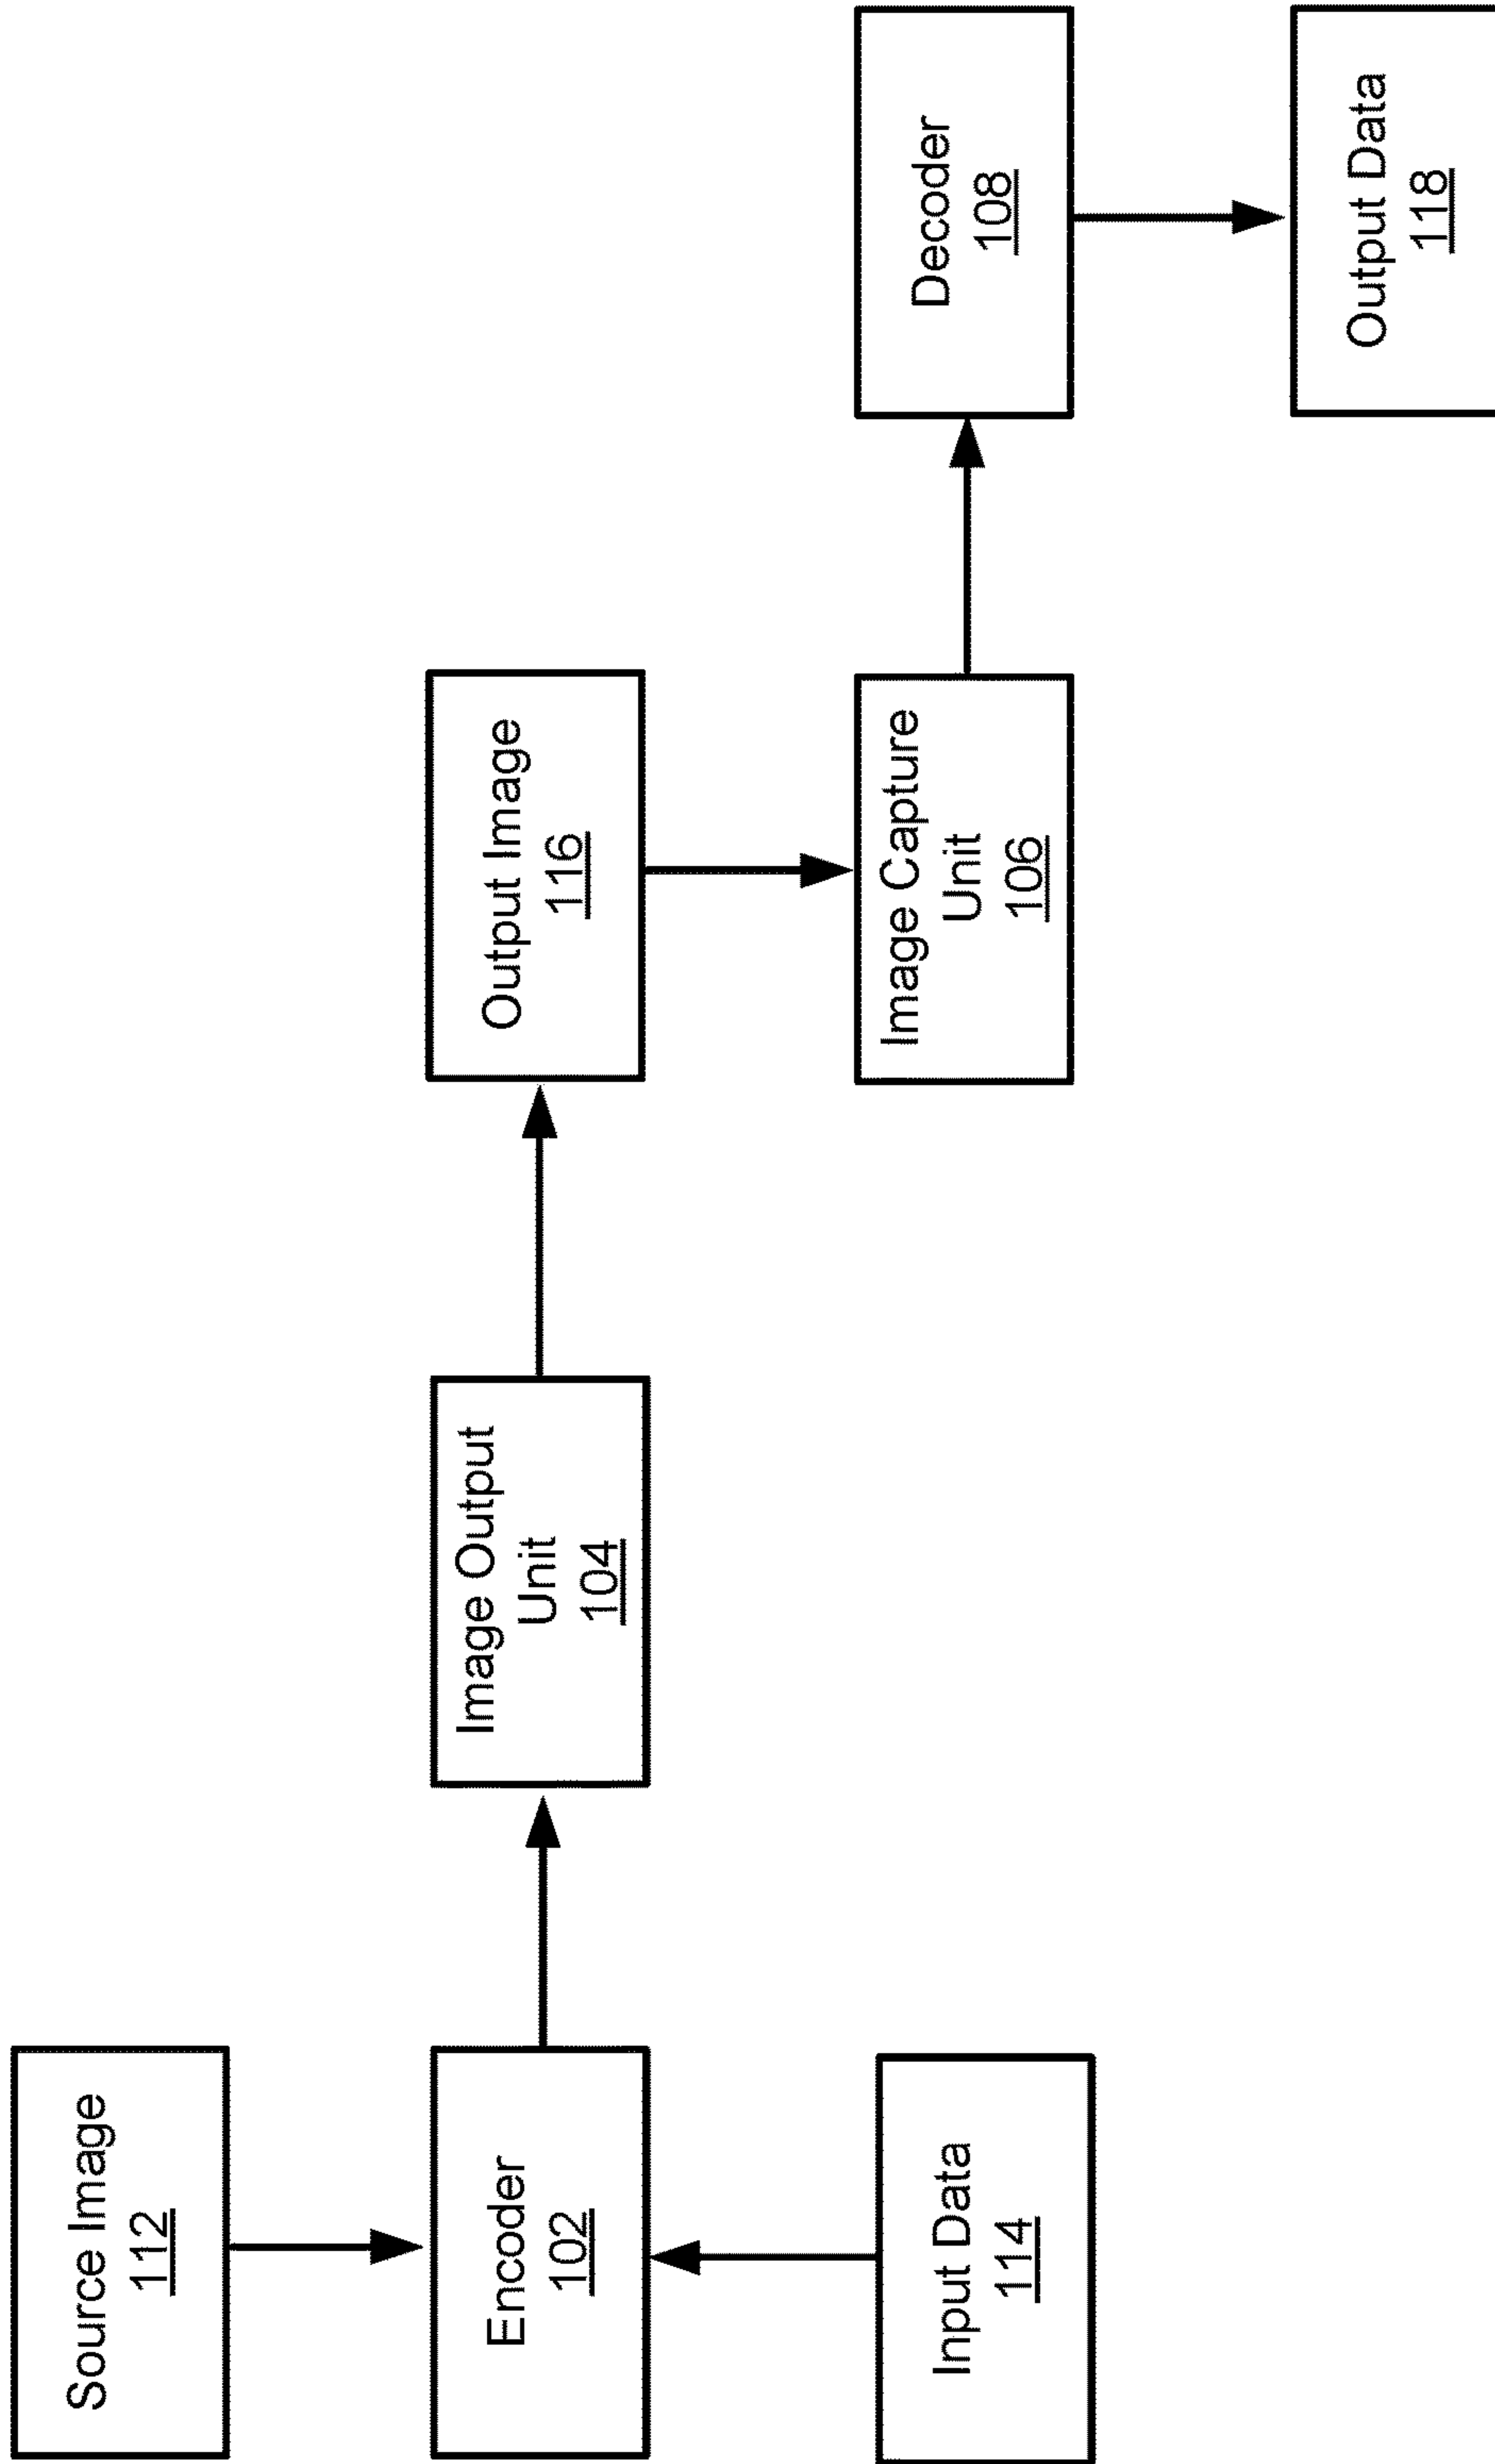 Source Image
112
Encoder
102
Input Data
114
Image Output
Unit
104
Output Image
116
Image Capture
Unit
106
Decoder
108
Output Data
118